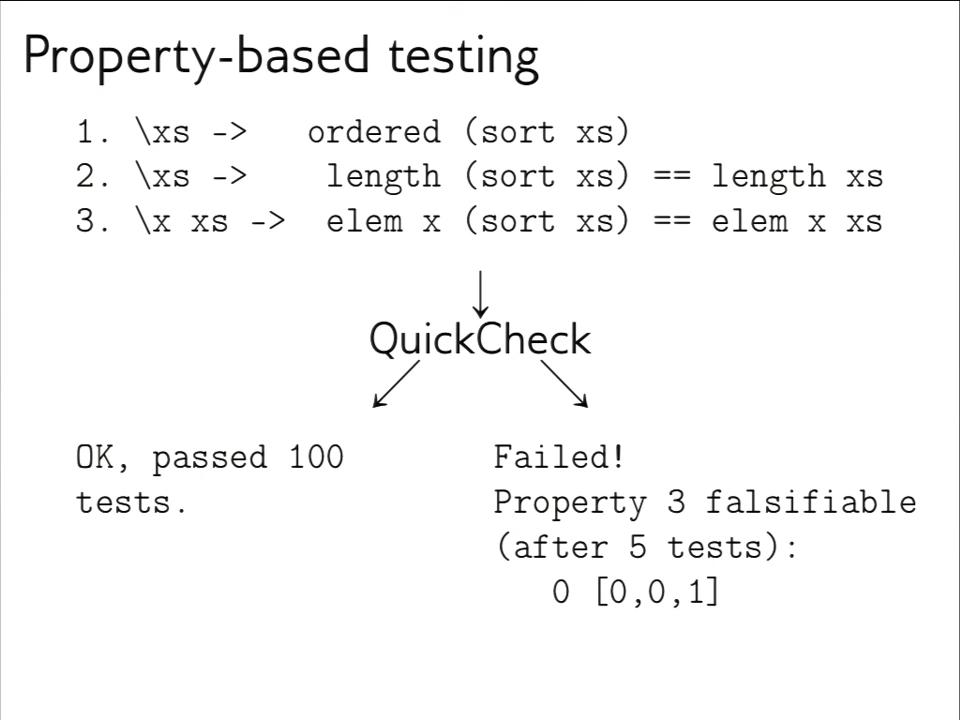 Property-based testing
1. \xs -> ordered (sort xs)
2. \xs -> length (sort xs) == length xs
3. \x xs -> elem x (sort xs) == elem x xs
QuickCheck
OK, passed 100
tests.
Failed!
Property 3 falsifiable
(after 5 tests):
0 [0,0,1]